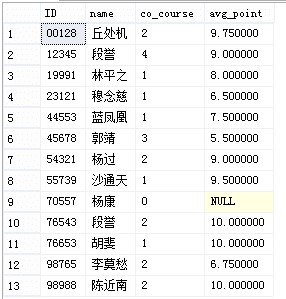 ID name co_course avg_point
1 00128 丘处机 2 9.750000
2 12345 段誉 4 9.000000
3 19991 林平之 1 8.000000
4 23121 穆念慈 1 6.500000
5 44553 蓝凤凰 1 7.500000
6 45678 郭靖 3 5.500000
7 54321 杨过 2 9.000000
8 55739 沙通天 1 9.500000
9 70557 杨康 0 NULL
10 76543 段誉 2 10.000000
11 76653 胡斐 1 10.000000
12 98765 李莫愁 2 6.750000
13 98988 陈近南 2 10.000000